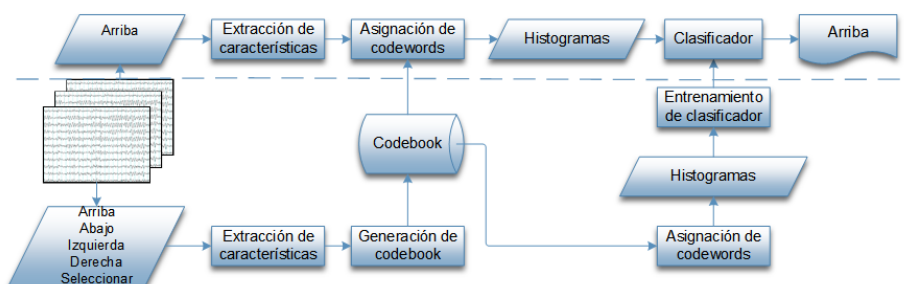 Arriba
Extracción de
características
Asignación de
codewords
Histogramas
Clasificador
Arriba
Entrenamiento
de clasificador
Codebook
Histogramas
Arriba
Abajo
Izquierda
Derecha
Seleccionar
Extracción de
características
Generación de
codebook
Asignación de
codewords